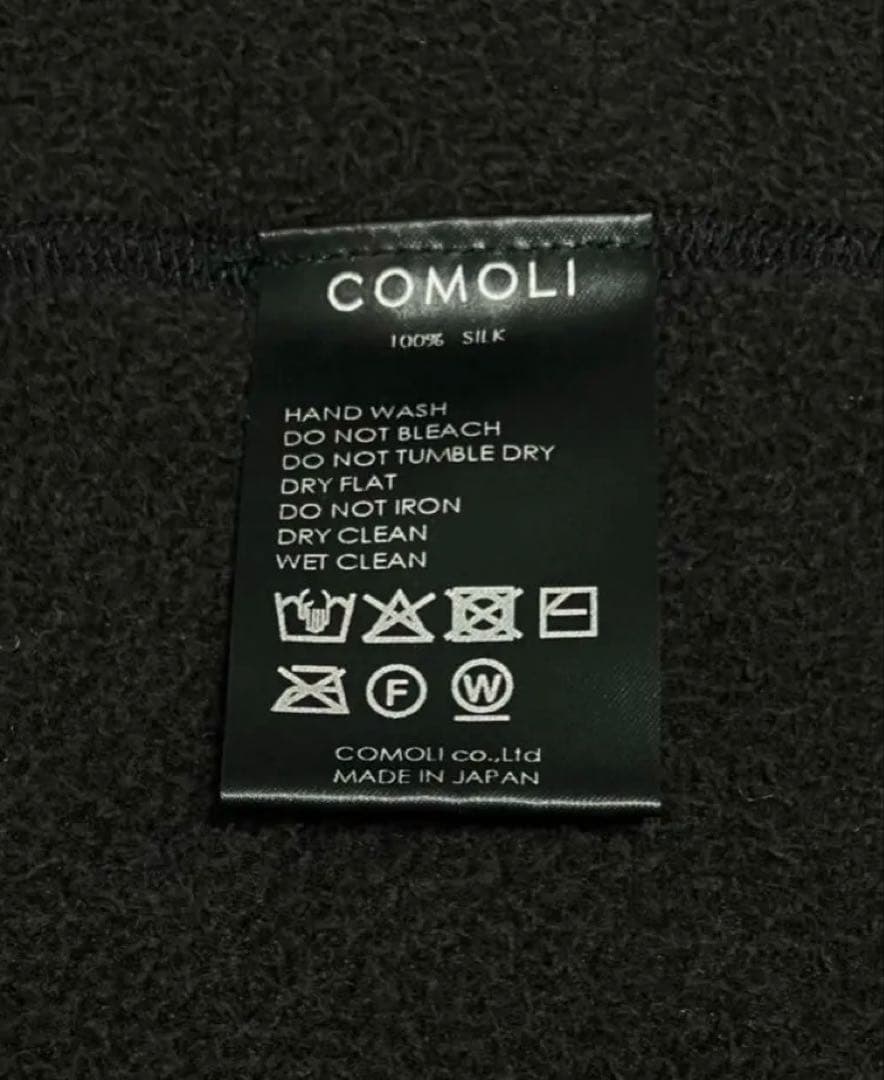 COMOLI
100% SILK
HAND WASH
DO NOT BLEACH
DO NOT TUMBLE DRY
DRY FLAT
DO NOT IRON
DRY CLEAN
WET CLEAN
F W
COMOLI co.,Ltd
MADE IN JAPAN